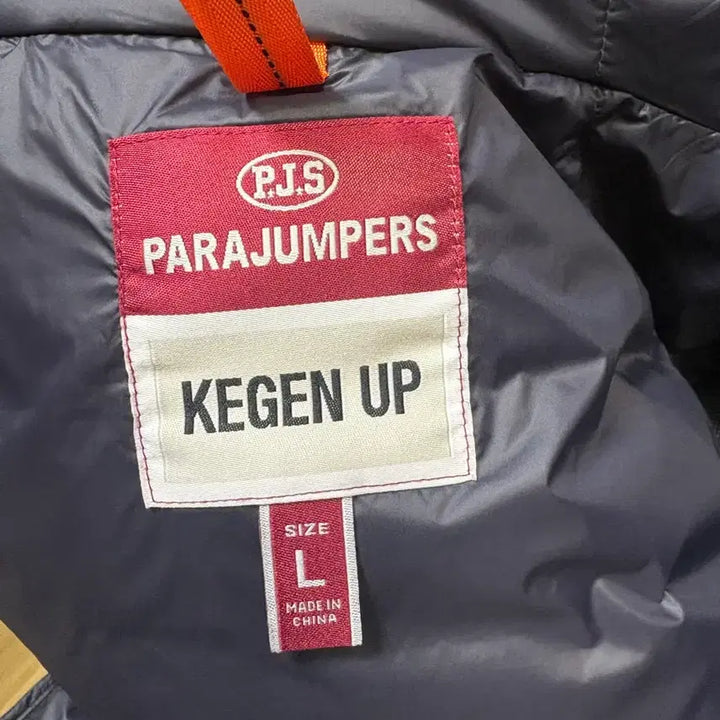 P.J.S
PARAJUMPERS
KEGEN UP
SIZE
L
MADE IN
CHINA